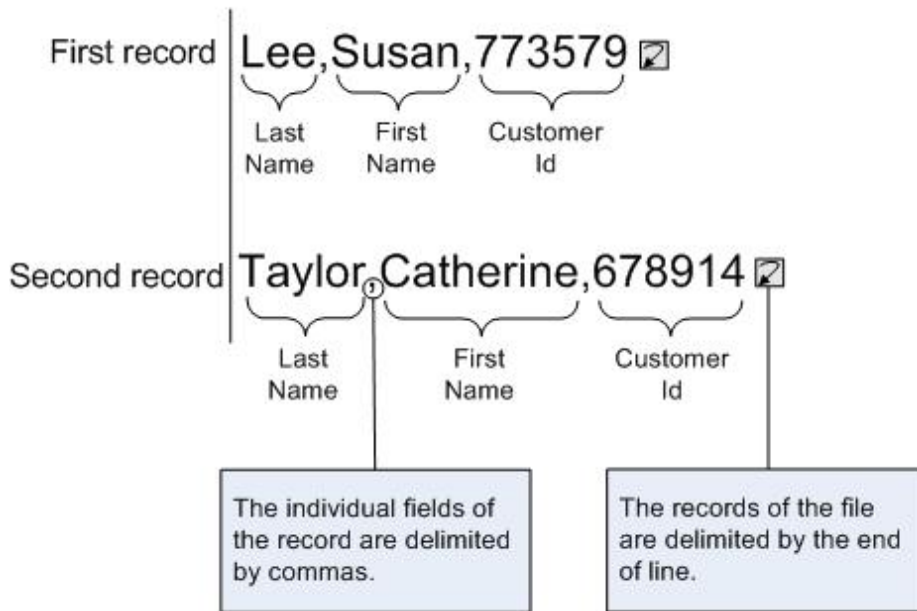 First record
Lee,Susan,773579
Last
Name
First
Name
Customer
Id
Second record
Taylor,Catherine,678914
Last
Name
First
Name
Customer
Id
The individual fields of
the record are delimited
by commas.
The records of the file
are delimited by the end
of line.